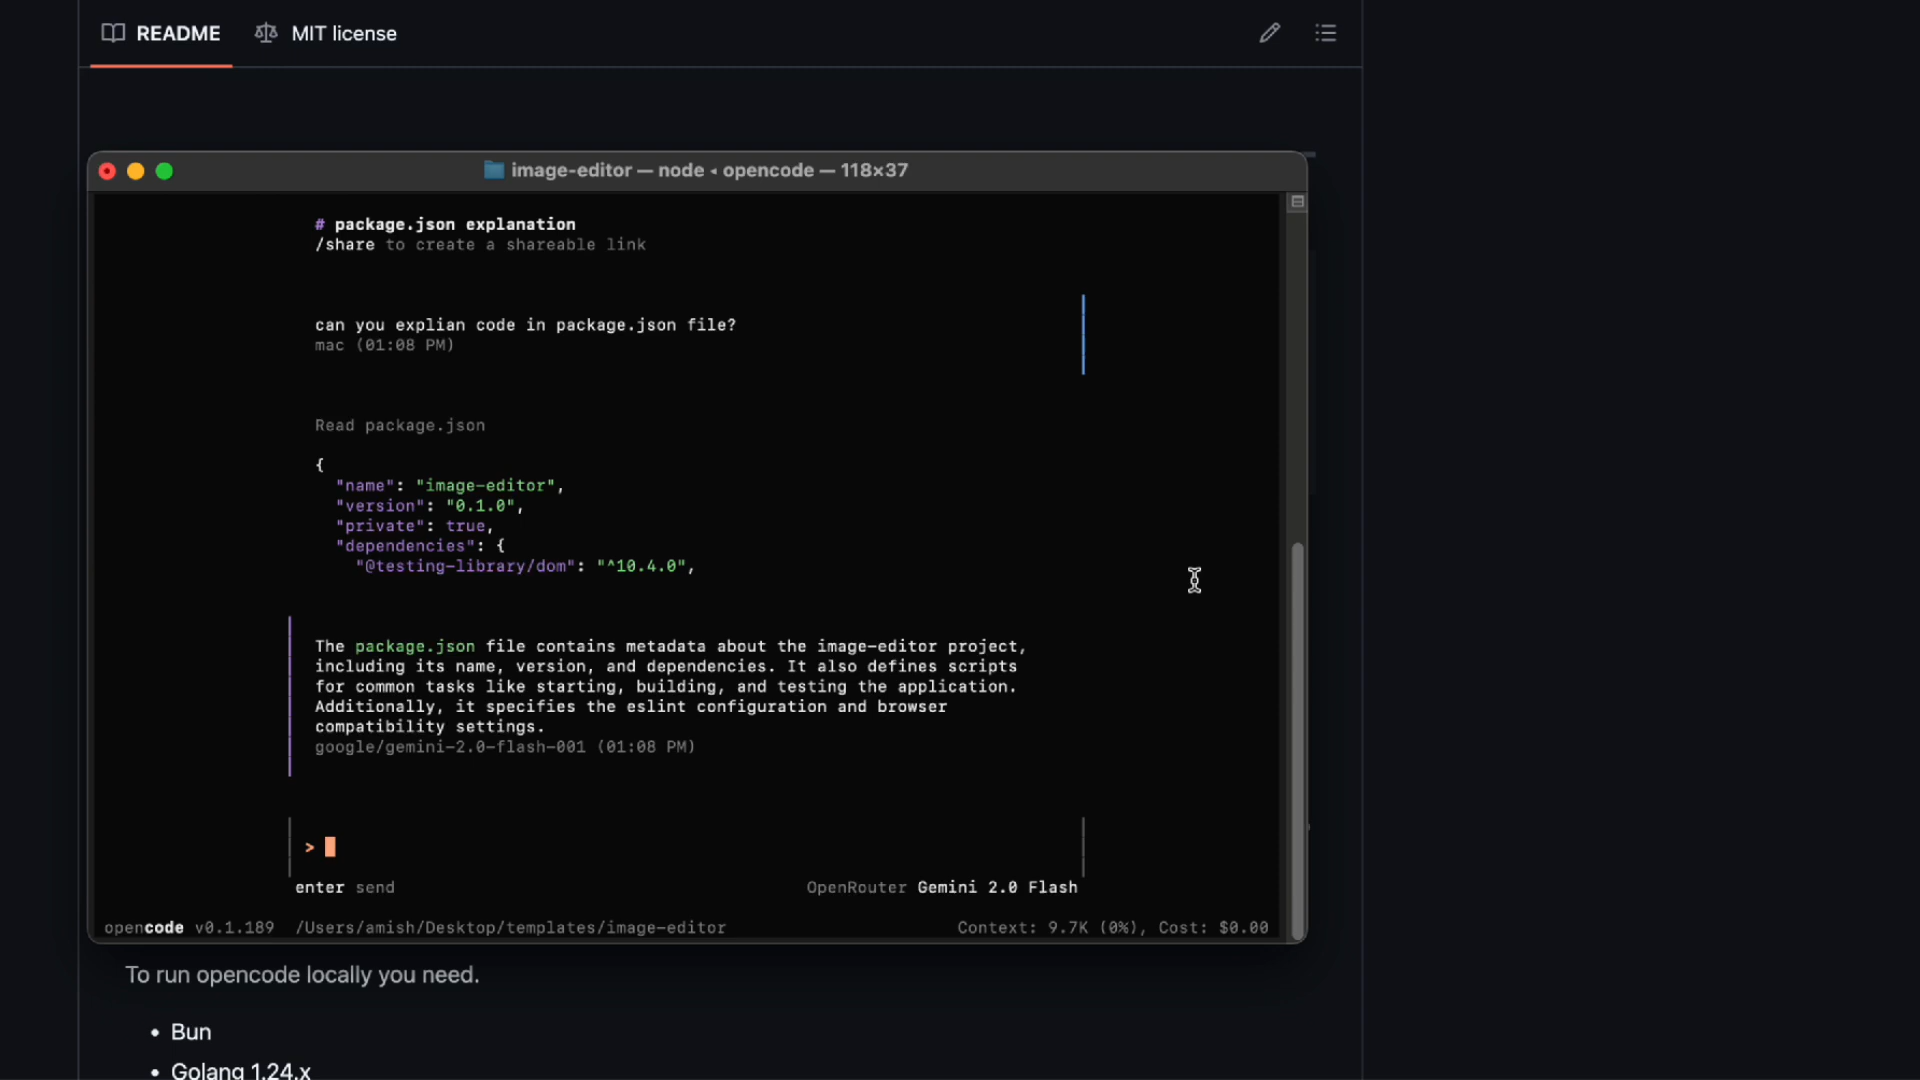 README MIT license
image-editor — node ◂ opencode — 118×37
# package.json explanation
/share to create a shareable link
can you explian code in package.json file?
mac (01:08 PM)
Read package.json
{
"name": "image-editor",
"version": "0.1.0",
"private": true,
"dependencies": {
"@testing-library/dom": "^10.4.0",
The package.json file contains metadata about the image-editor project,
including its name, version, and dependencies. It also defines scripts
for common tasks like starting, building, and testing the application.
Additionally, it specifies the eslint configuration and browser
compatibility settings.
google/gemini-2.0-flash-001 (01:08 PM)
>
enter send OpenRouter Gemini 2.0 Flash
opencode v0.1.189 /Users/amish/Desktop/templates/image-editor Context: 9.7K (0%), Cost: $0.00
To run opencode locally you need.
• Bun
• Golang 1.24.x